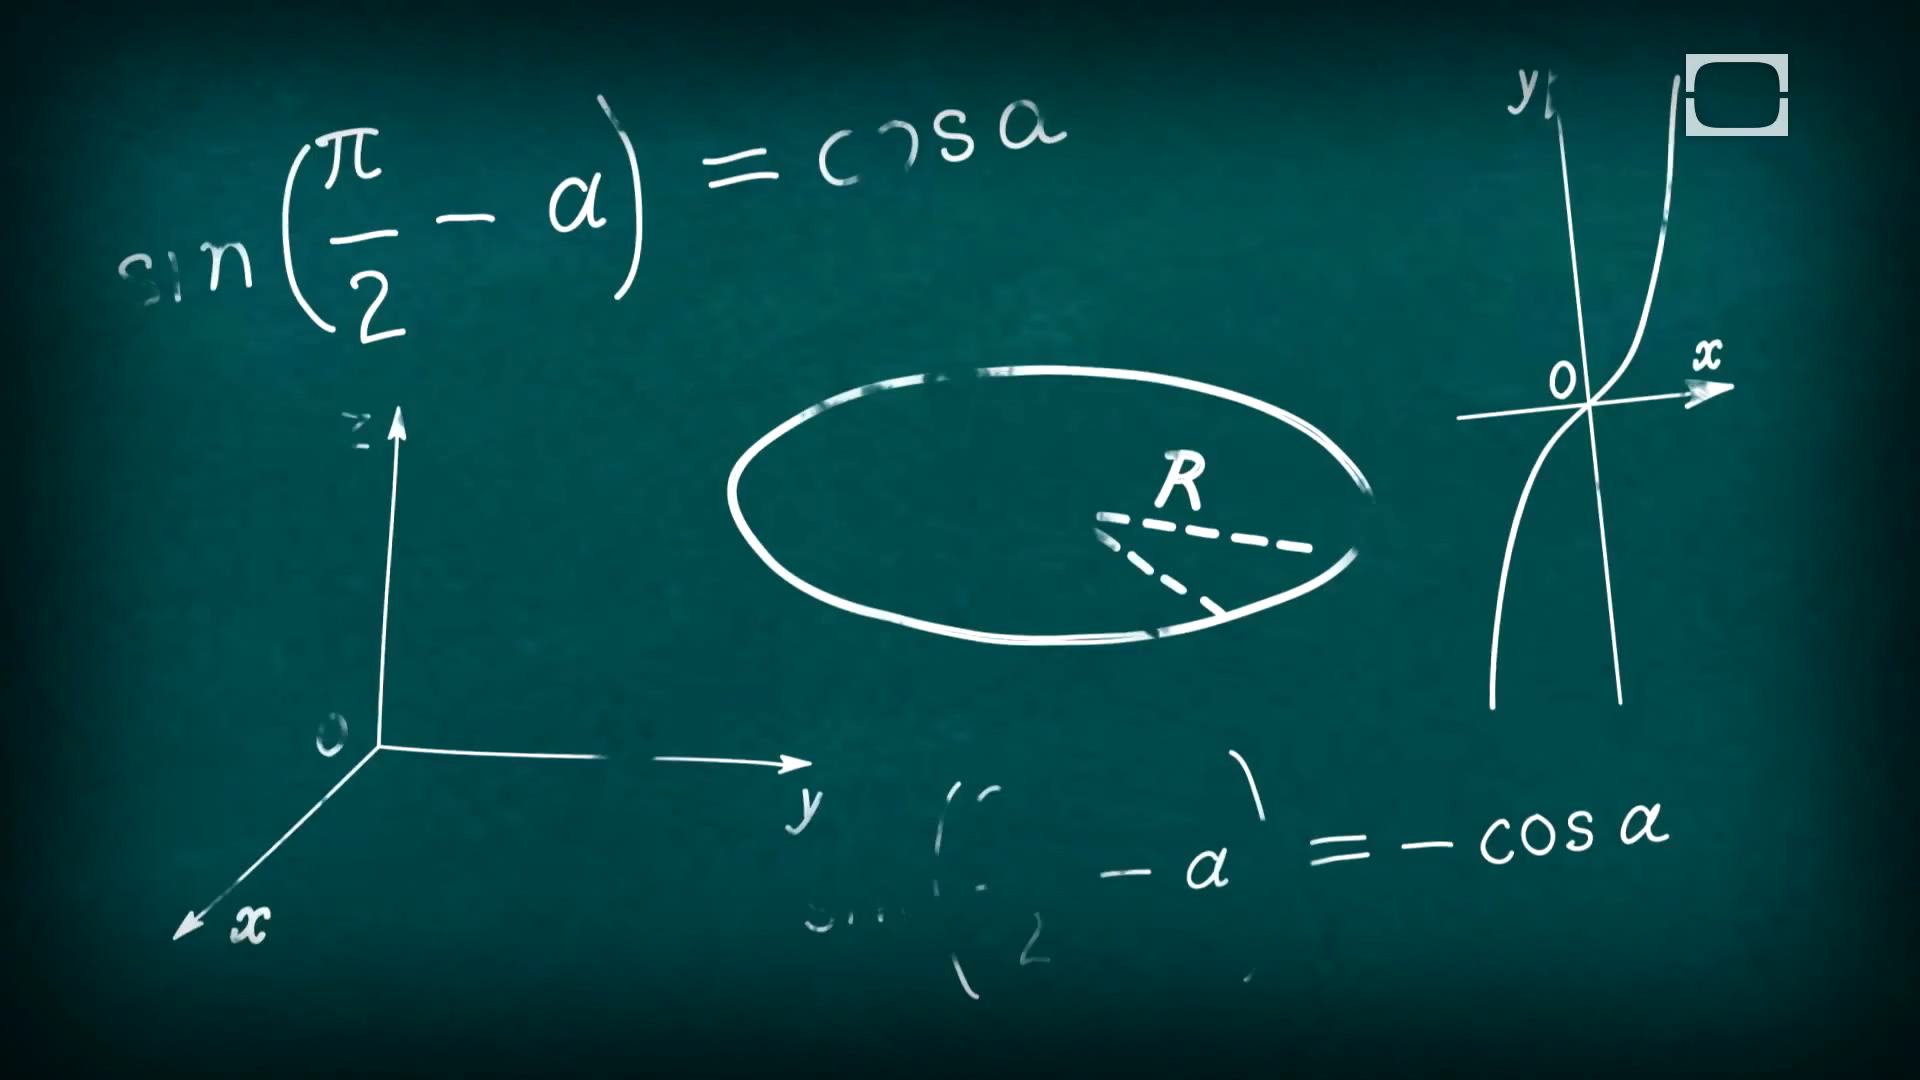 sin(π/2 - a) = cos a
y
x
0
R
z
0
y
x
- a) = - cos a